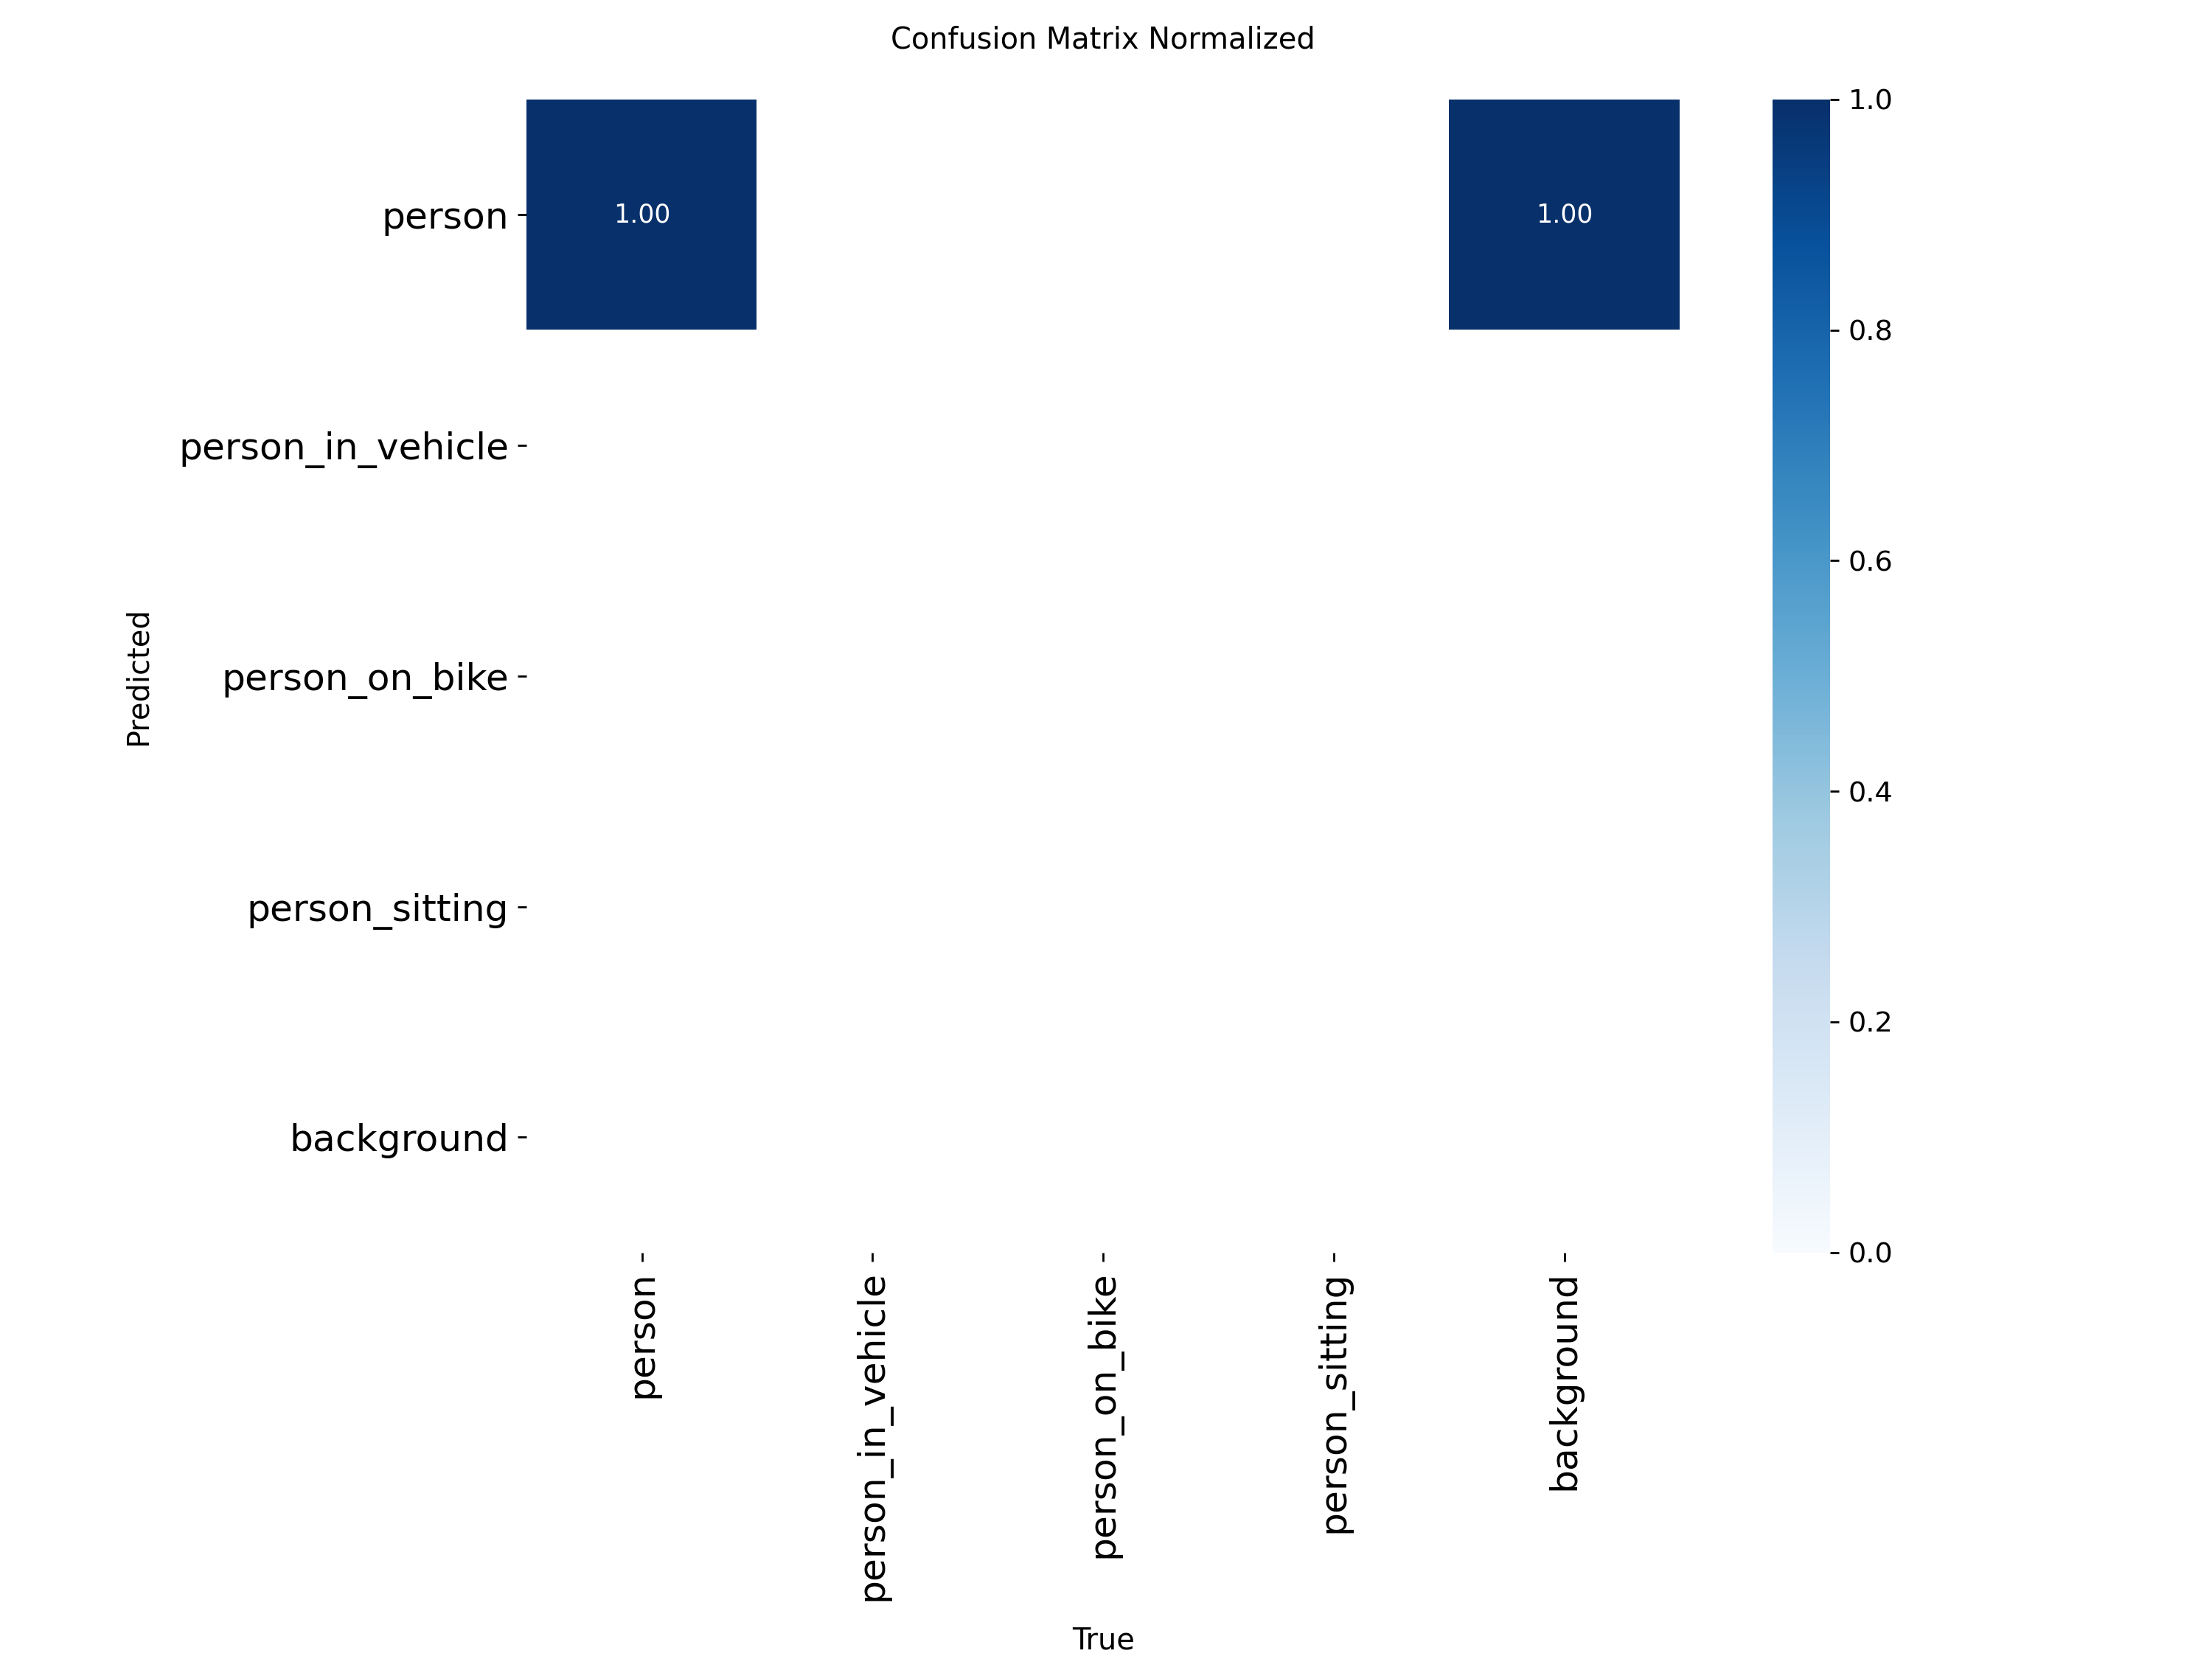 Confusion Matrix Normalized
person
1.00
1.00
person_in_vehicle
person_on_bike
person_sitting
background
Predicted
person
person_in_vehicle
person_on_bike
person_sitting
background
True
1.0
0.8
0.6
0.4
0.2
0.0